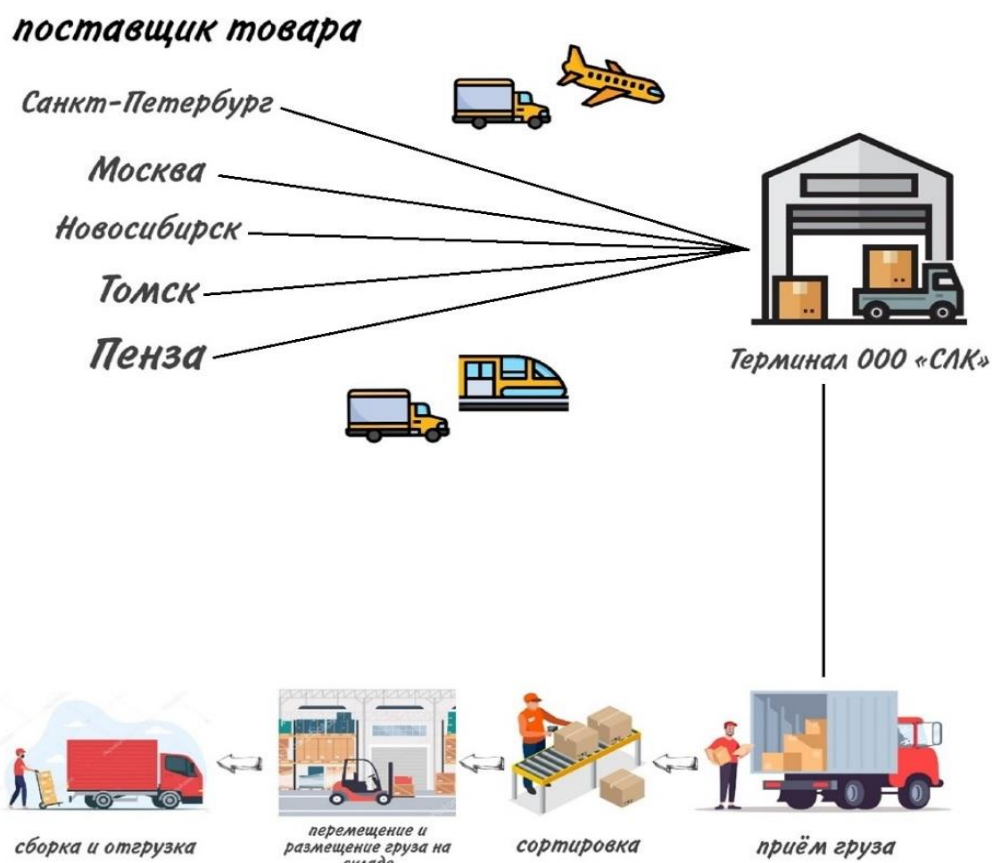 поставщик товара
Санкт-Петербург
Москва
Новосибирск
Томск
Пенза
Терминал ООО «СЛК»
сборка и отгрузка
перемещение и
размещение груза на
складе
сортировка
приём груза